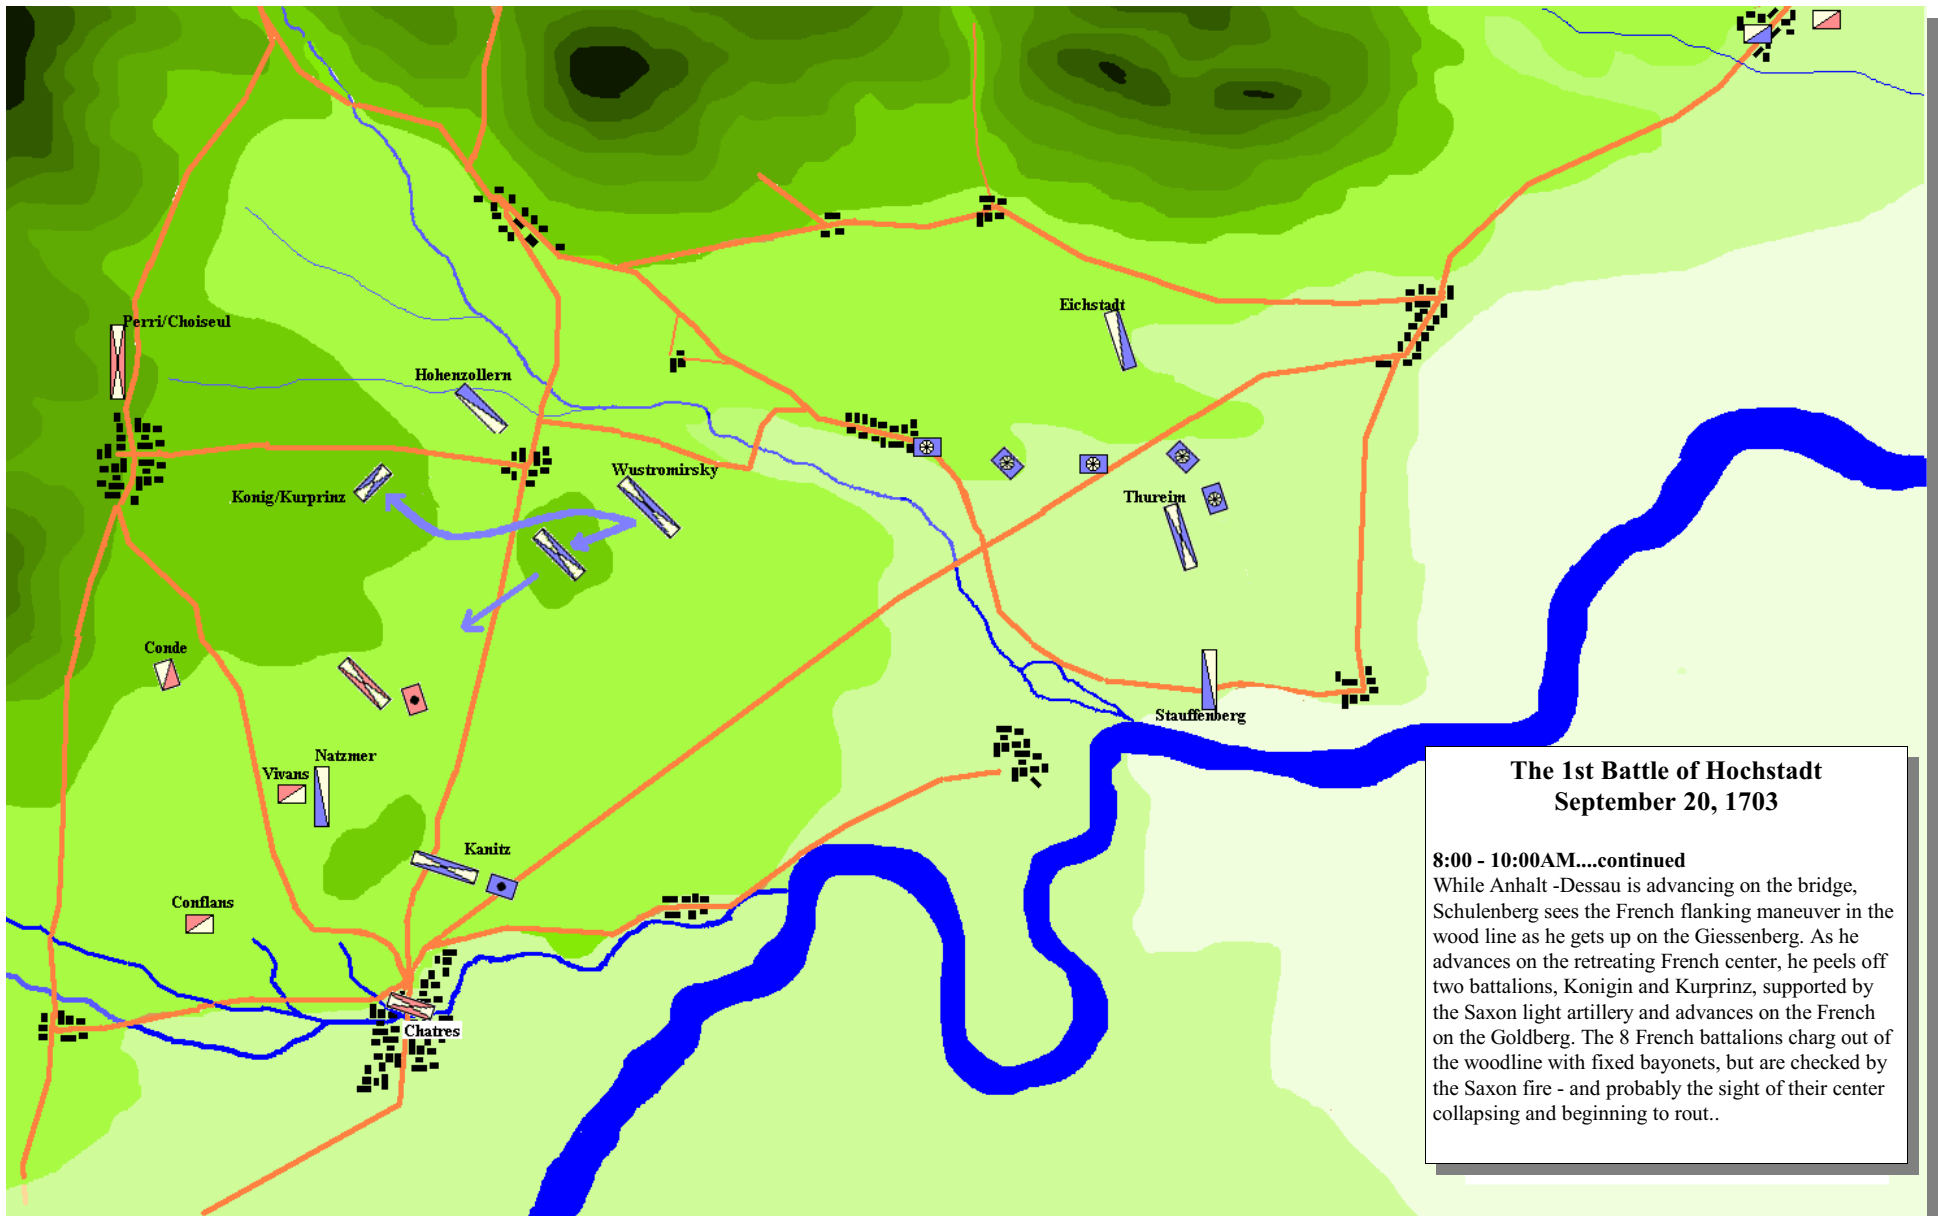 Eichstadt
Perri/Choiseul
Hohenzollern
Wustromirsky
Konig/Kurprinz
Thureim
Conde
Stauffenberg
Natzmer
Vivans
Kanitz
Conflans
Chatres
The 1st Battle of Hochstadt
September 20, 1703
8:00 - 10:00AM....continued
While Anhalt -Dessau is advancing on the bridge,
Schulenberg sees the French flanking maneuver in the
wood line as he gets up on the Giessenberg. As he
advances on the retreating French center, he peels off
two battalions, Konigin and Kurprinz, supported by
the Saxon light artillery and advances on the French
on the Goldberg. The 8 French battalions charg out of
the woodline with fixed bayonets, but are checked by
the Saxon fire - and probably the sight of their center
collapsing and beginning to rout..